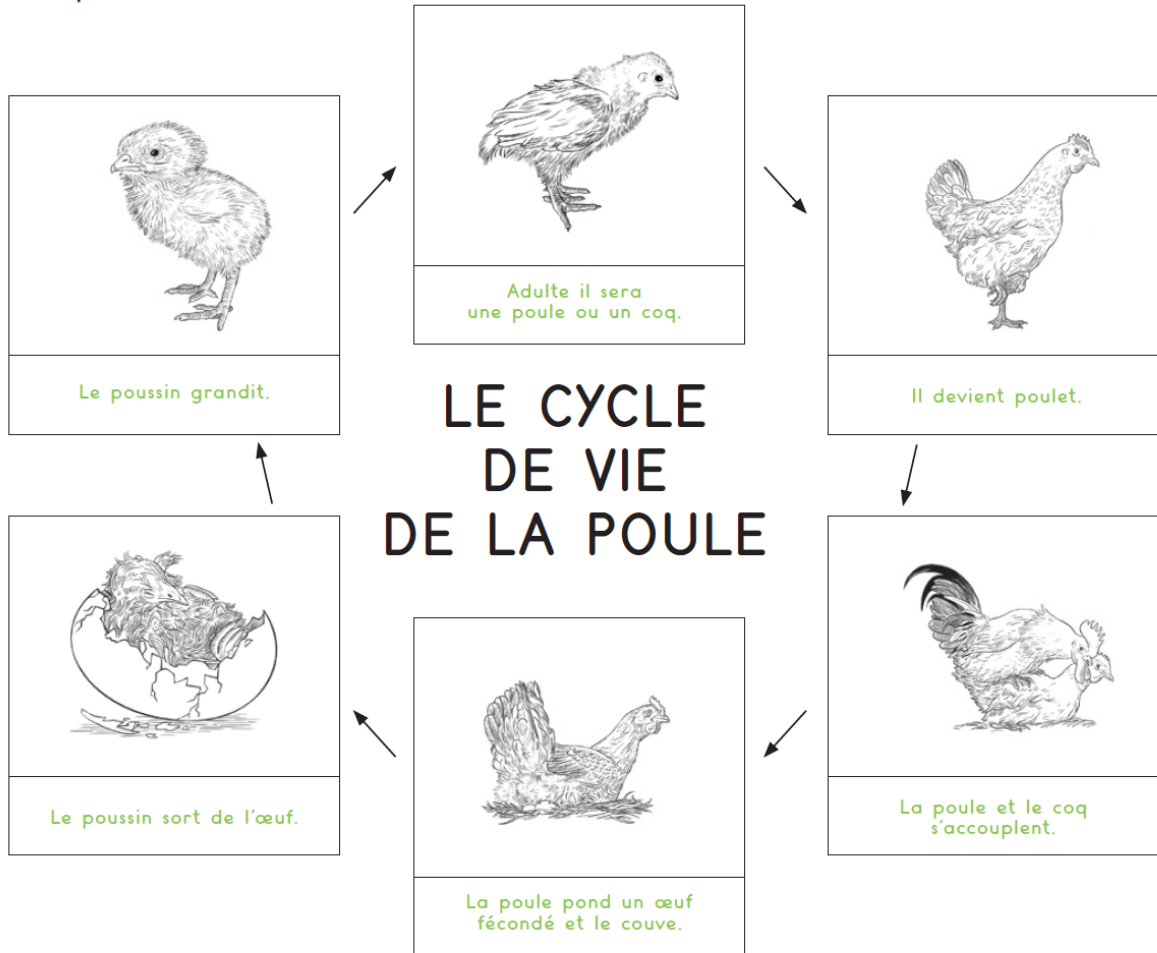 Adulte il sera
une poule ou un coq.
Le poussin grandit.
Il devient poulet.
LE CYCLE
DE VIE
DE LA POULE
Le poussin sort de l'œuf.
La poule et le coq
s'accouplent.
La poule pond un œuf
fécondé et le couve.